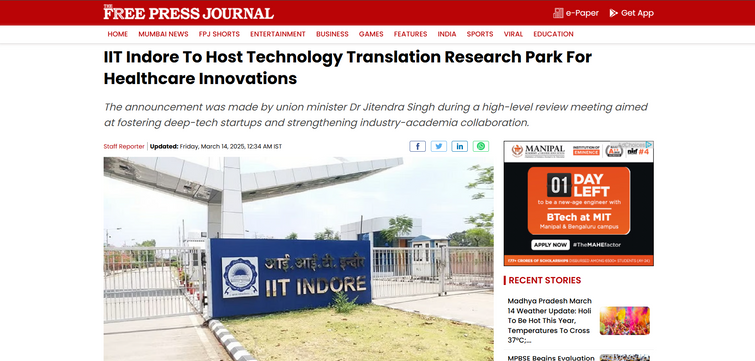 THE
FREE PRESS JOURNAL
e-Paper
Get App
HOME MUMBAI NEWS FPJ SHORTS ENTERTAINMENT BUSINESS GAMES FEATURES INDIA SPORTS VIRAL EDUCATION
IIT Indore To Host Technology Translation Research Park For
Healthcare Innovations
The announcement was made by union minister Dr Jitendra Singh during a high-level review meeting aimed
at fostering deep-tech startups and strengthening industry-academia collaboration.
Staff Reporter | Updated: Friday, March 14, 2025, 12:34 AM IST
आई.आई.टी. इन्दौर
IIT INDORE
MANIPAL
INSTITUTION OF
EMINENCE
#4
01 DAY
LEFT
to be a new-age engineer with
BTech at MIT
Manipal & Bengaluru campus
APPLY NOW #TheMAHEfactor
RECENT STORIES
Madhya Pradesh March
14 Weather Update: Holi
To Be Hot This Year,
Temperatures To Cross
37°C;...
MPBSE Begins Evaluation